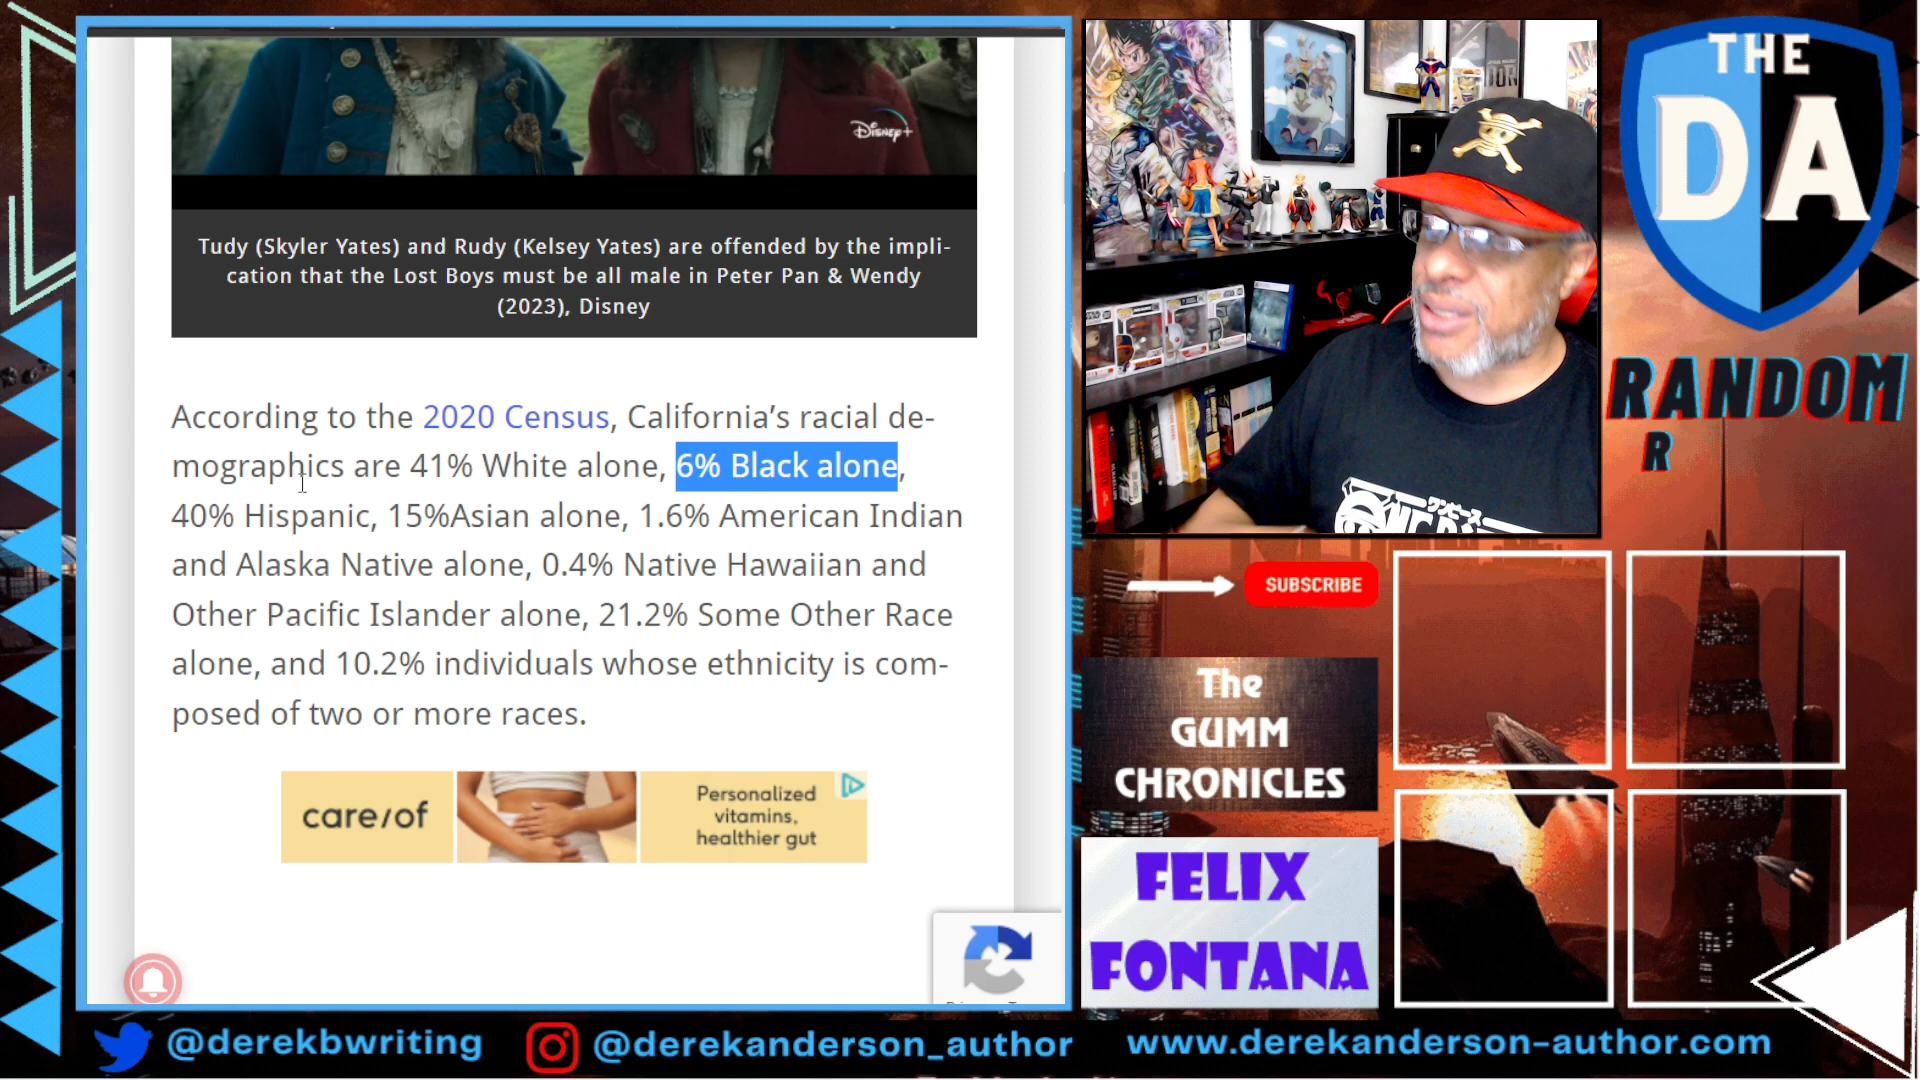 Disney+
Tudy (Skyler Yates) and Rudy (Kelsey Yates) are offended by the impli-
cation that the Lost Boys must be all male in Peter Pan & Wendy
(2023), Disney
According to the 2020 Census, California’s racial de-
mographics are 41% White alone, 6% Black alone,
40% Hispanic, 15%Asian alone, 1.6% American Indian
and Alaska Native alone, 0.4% Native Hawaiian and
Other Pacific Islander alone, 21.2% Some Other Race
alone, and 10.2% individuals whose ethnicity is com-
posed of two or more races.
care/of
Personalized
vitamins,
healthier gut
THE
DA
RANDOM
R
SUBSCRIBE
The
GUMM
CHRONICLES
FELIX
FONTANA
@derekbwriting
@derekanderson_author
www.derekanderson-author.com